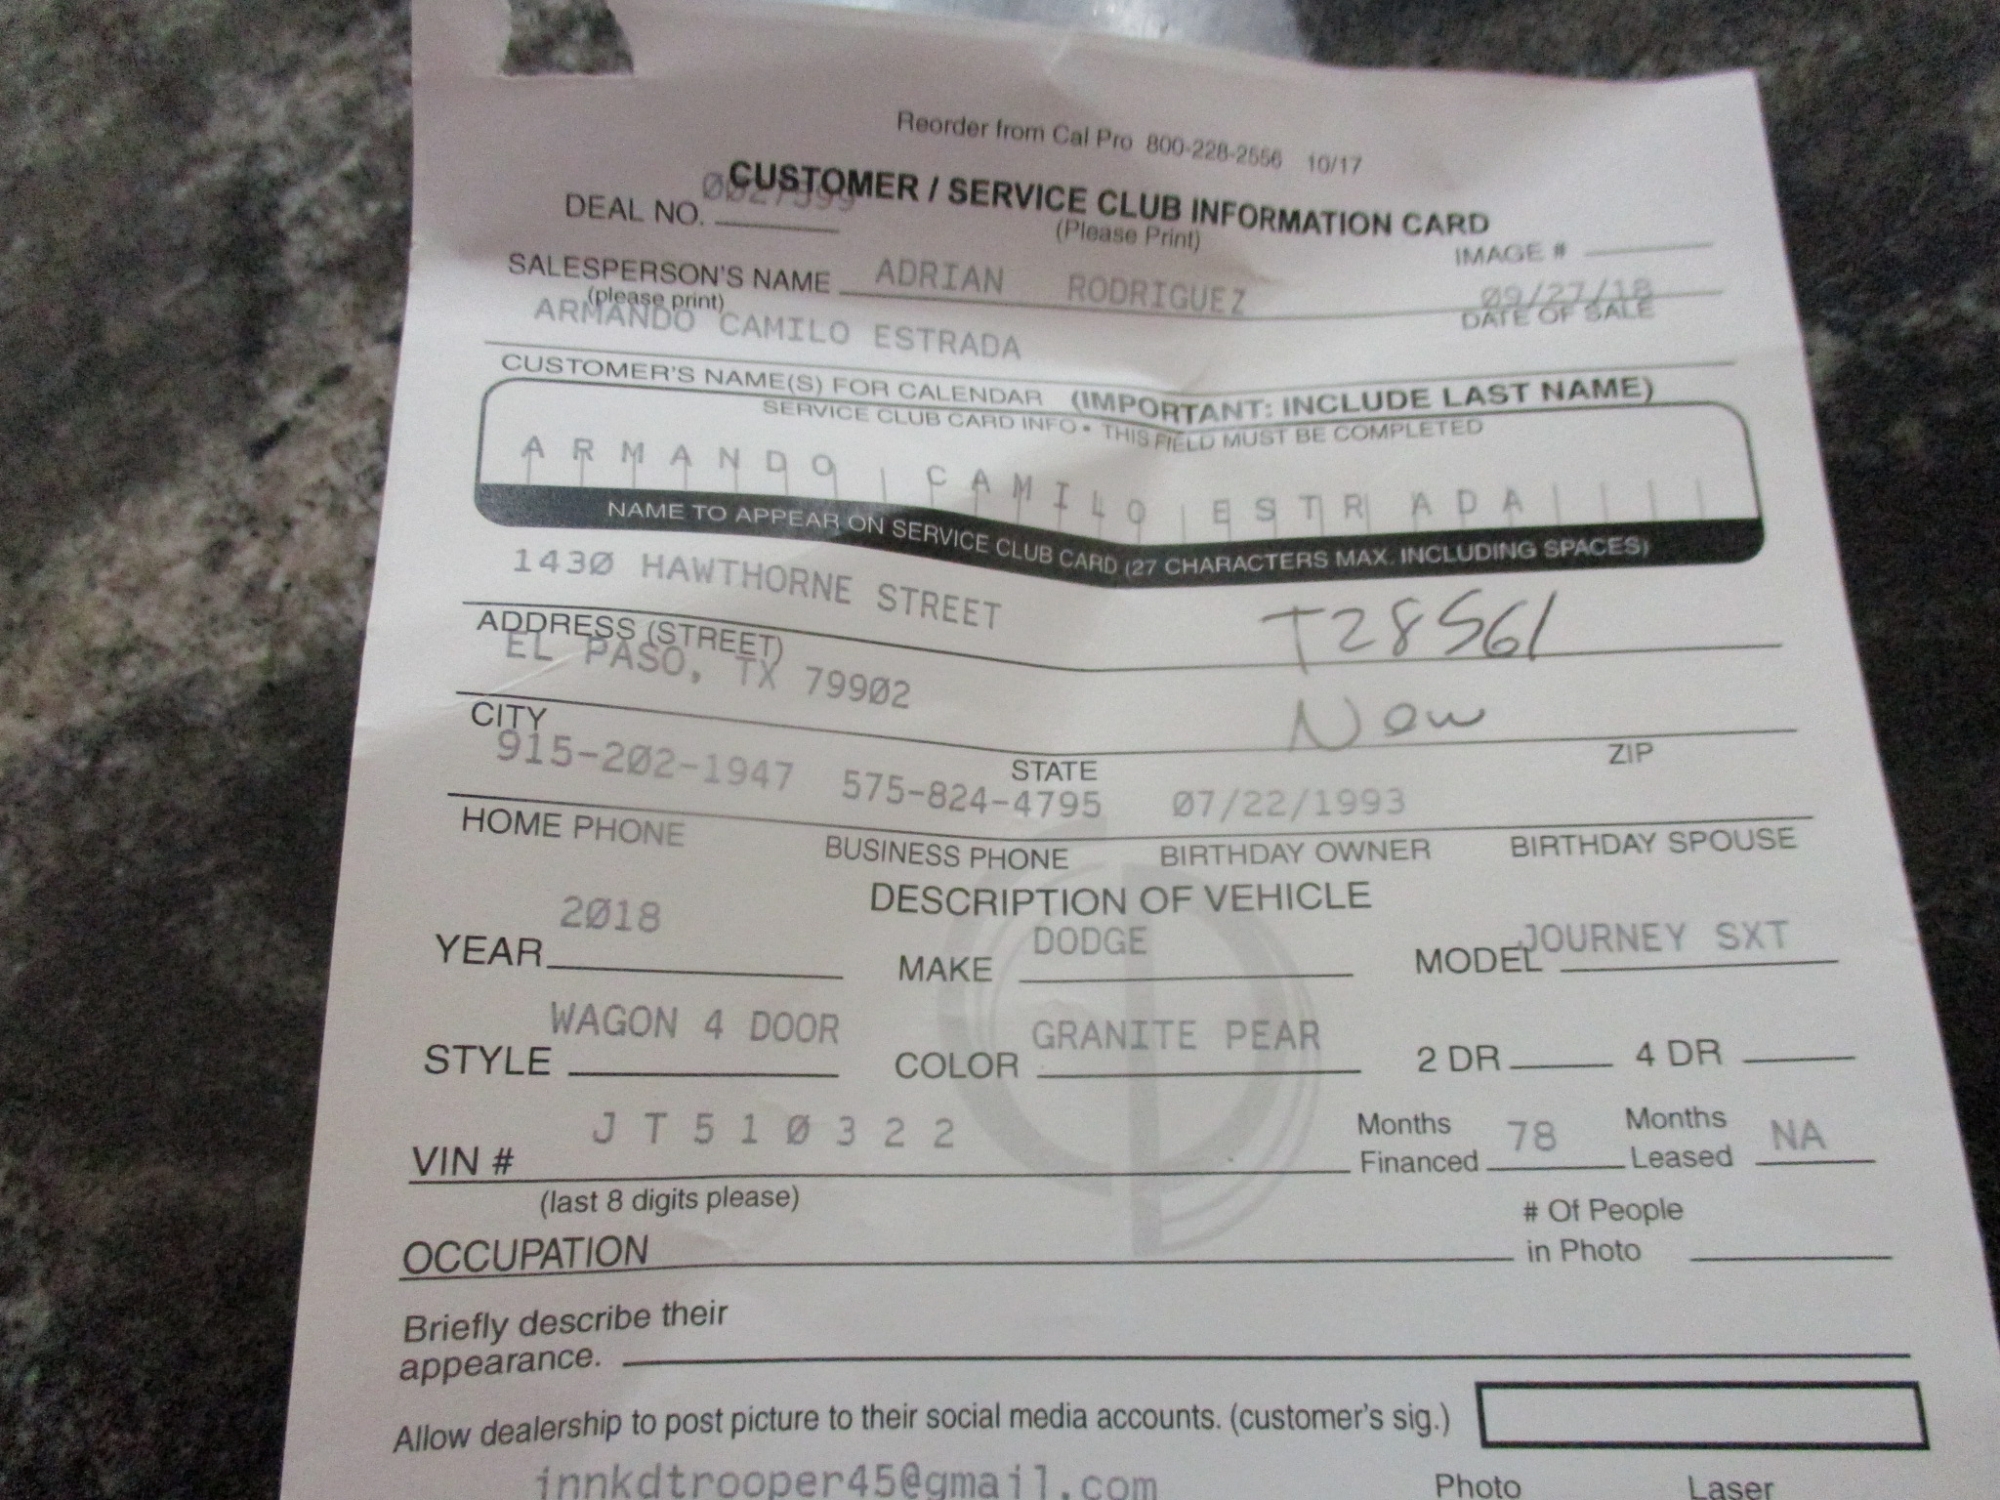 Reorder from Cal Pro 800-228-2556 10/17
CUSTOMER / SERVICE CLUB INFORMATION CARD
(Please Print)
DEAL NO. 0027399
IMAGE #
SALESPERSON'S NAME ADRIAN RODRIGUEZ 09/27/18
(please print) DATE OF SALE
ARMANDO CAMILO ESTRADA
CUSTOMER'S NAME(S) FOR CALENDAR (IMPORTANT: INCLUDE LAST NAME)
SERVICE CLUB CARD INFO • THIS FIELD MUST BE COMPLETED
ARMANDO CAMILO ESTRADA
NAME TO APPEAR ON SERVICE CLUB CARD (27 CHARACTERS MAX. INCLUDING SPACES)
1430 HAWTHORNE STREET T28561
ADDRESS (STREET)
EL PASO, TX 79902 New
CITY STATE ZIP
915-202-1947 575-824-4795 07/22/1993
HOME PHONE BUSINESS PHONE BIRTHDAY OWNER BIRTHDAY SPOUSE
DESCRIPTION OF VEHICLE
YEAR 2018 MAKE DODGE MODEL JOURNEY SXT
STYLE WAGON 4 DOOR COLOR GRANITE PEAR 2 DR 4 DR
VIN # JT510322 Months Financed 78 Months Leased NA
(last 8 digits please)
OCCUPATION # Of People in Photo
Briefly describe their
appearance.
Allow dealership to post picture to their social media accounts. (customer's sig.)
innkdtrooper45@gmail.com Photo Laser